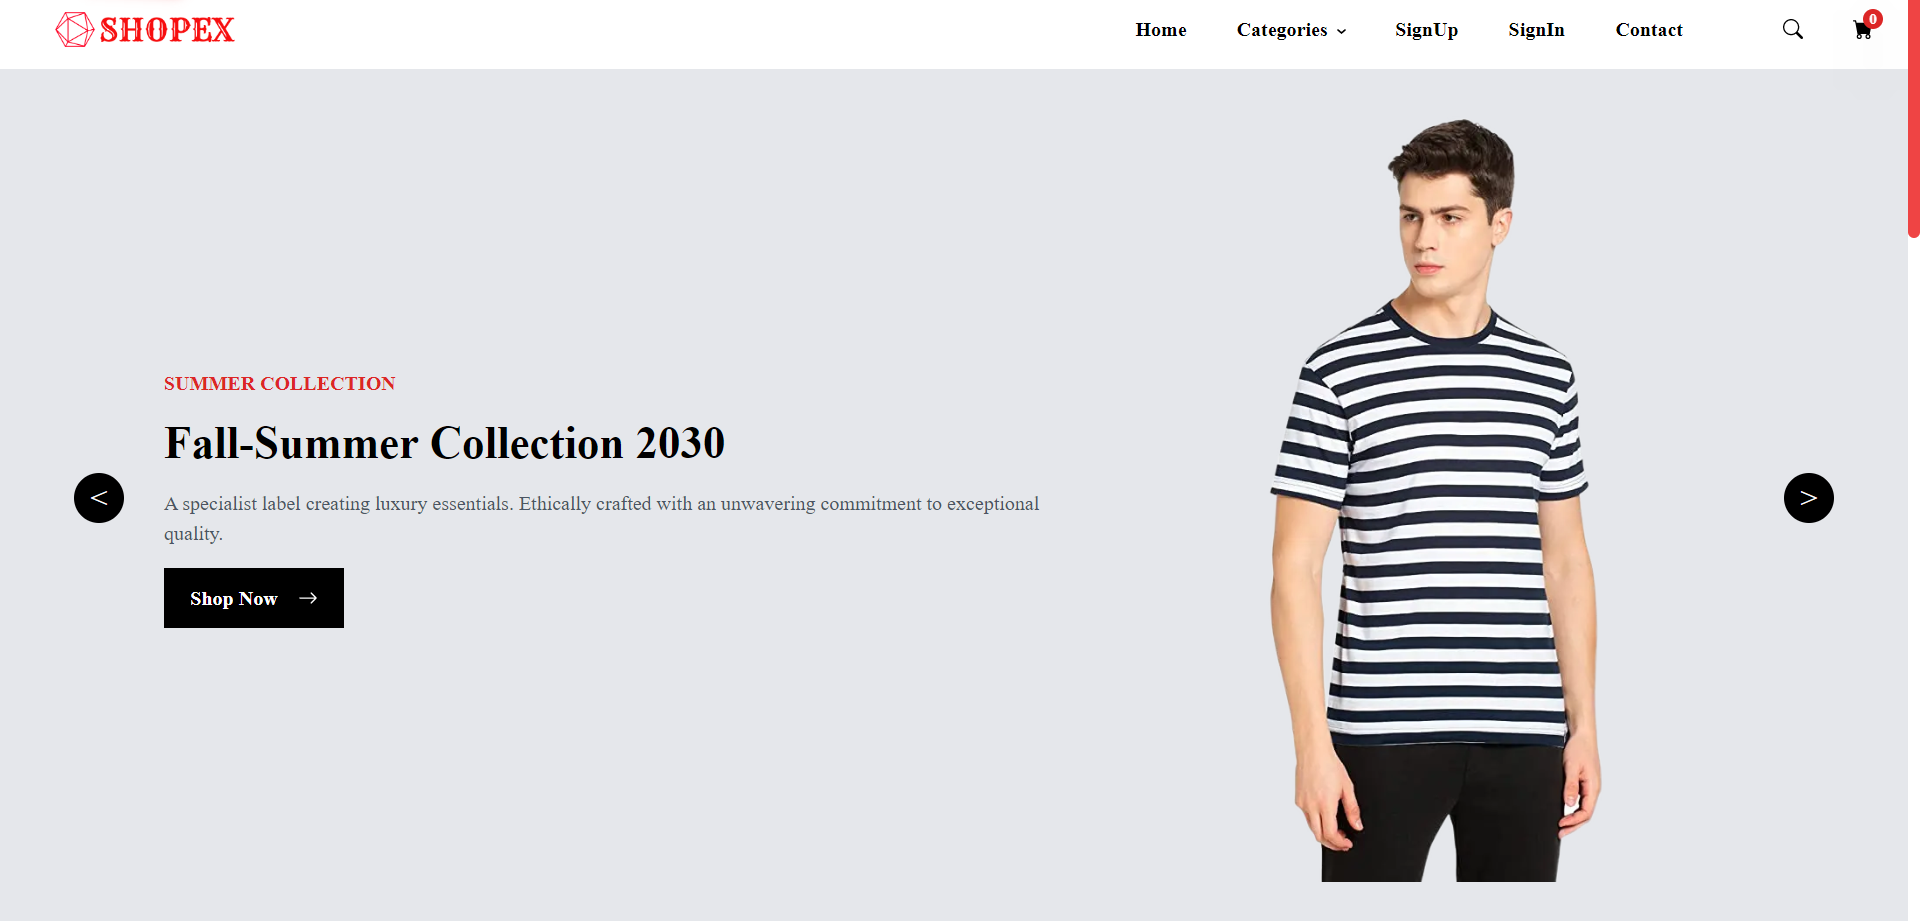 SHOPEX
Home Categories SignUp SignIn Contact 0
SUMMER COLLECTION
Fall-Summer Collection 2030
A specialist label creating luxury essentials. Ethically crafted with an unwavering commitment to exceptional
quality.
< >
Shop Now →